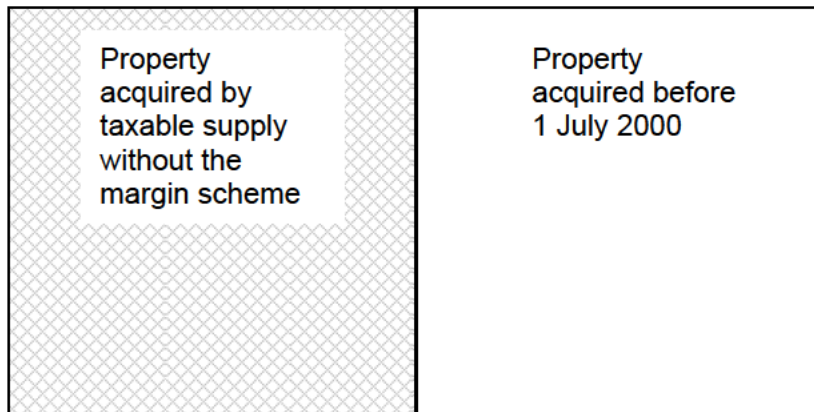 Property
acquired by
taxable supply
without the
margin scheme
Property
acquired before
1 July 2000